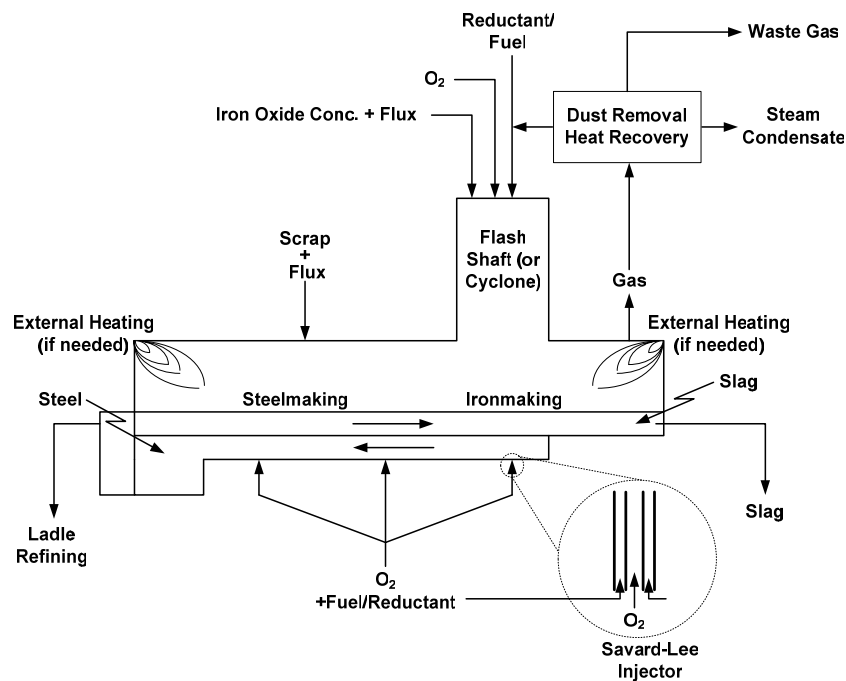 Reductant/
Fuel
Waste Gas
O₂
Iron Oxide Conc. + Flux
Dust Removal
Heat Recovery
Steam
Condensate
Scrap
+
Flux
Flash
Shaft (or
Cyclone)
Gas
External Heating
(if needed)
External Heating
(if needed)
Steel
Steelmaking
Ironmaking
Slag
Ladle
Refining
Slag
O₂
+Fuel/Reductant
O₂
Savard-Lee
Injector